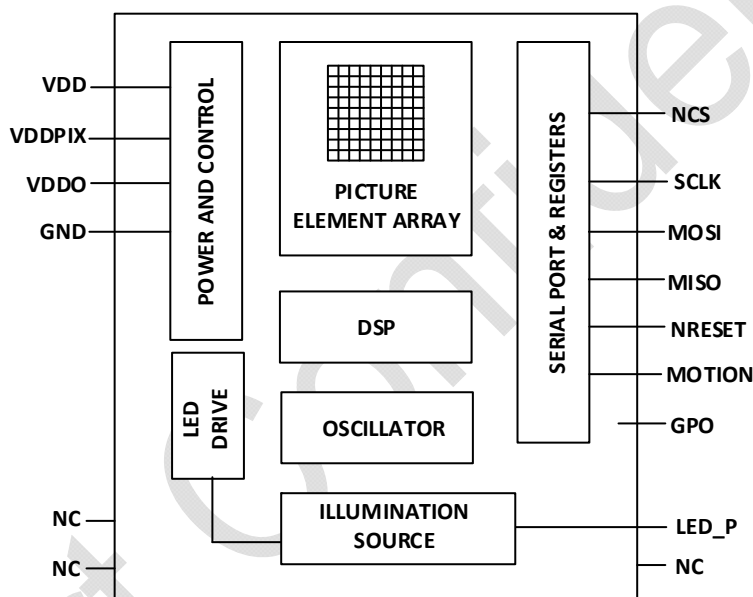 VDD
VDDPIX
VDDO
GND
POWER AND CONTROL
PICTURE
ELEMENT ARRAY
SERIAL PORT & REGISTERS
NCS
SCLK
MOSI
MISO
NRESET
MOTION
GPO
DSP
LED
DRIVE
OSCILLATOR
ILLUMINATION
SOURCE
NC
NC
LED_P
NC